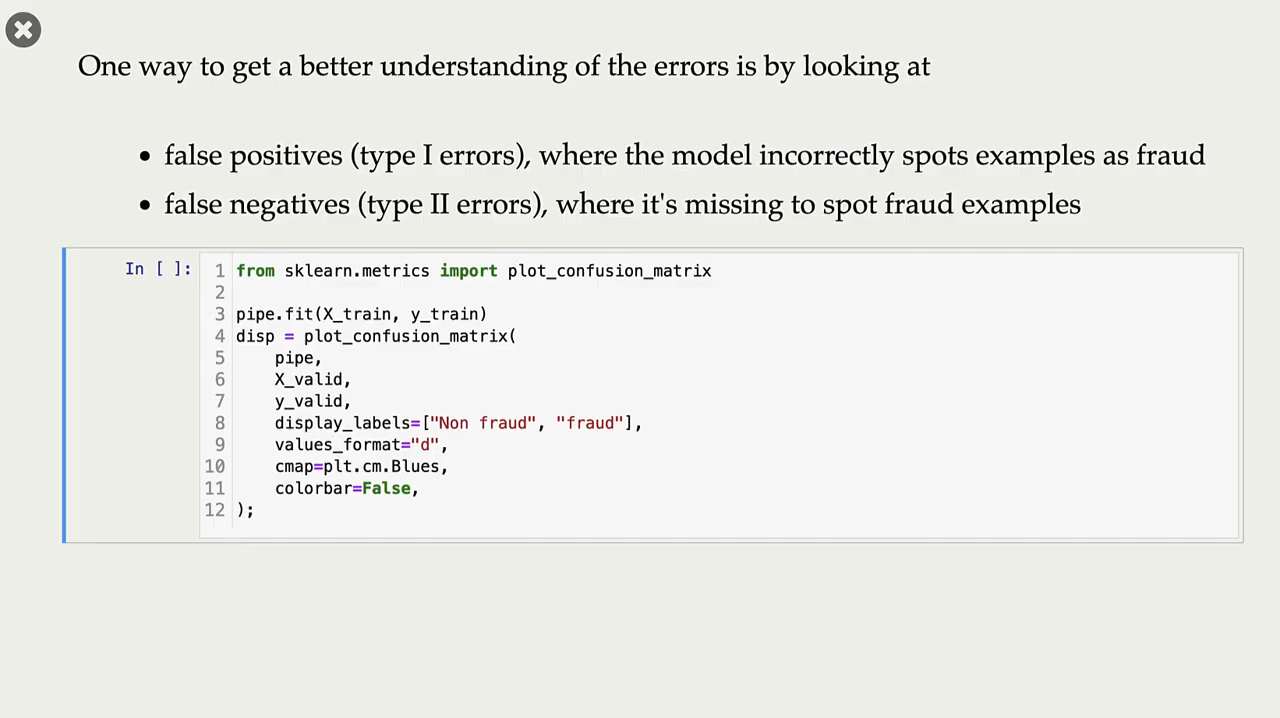 One way to get a better understanding of the errors is by looking at
• false positives (type I errors), where the model incorrectly spots examples as fraud
• false negatives (type II errors), where it's missing to spot fraud examples
In [ ]:
1 from sklearn.metrics import plot_confusion_matrix
2
3 pipe.fit(X_train, y_train)
4 disp = plot_confusion_matrix(
5     pipe,
6     X_valid,
7     y_valid,
8     display_labels=["Non fraud", "fraud"],
9     values_format="d",
10     cmap=plt.cm.Blues,
11     colorbar=False,
12 );